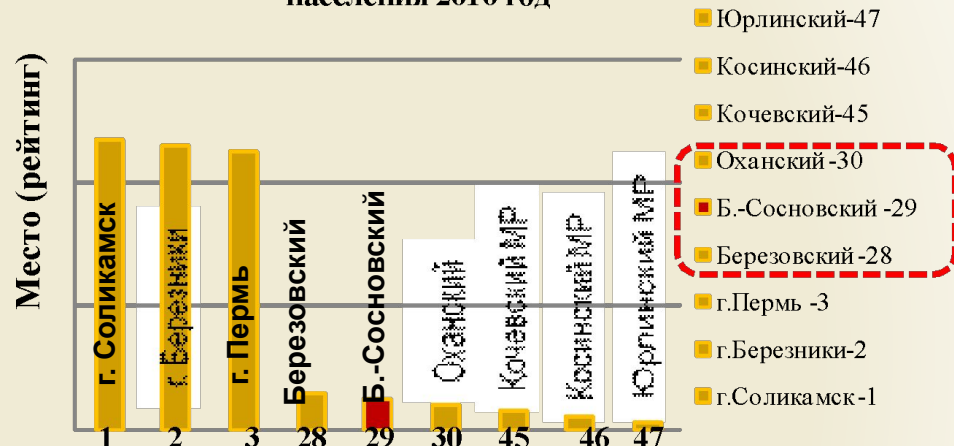 населения 2016 год
Место (рейтинг)
г. Соликамск
г. Березники
г. Пермь
Березовский
Б.-Сосновский
Оханский
Кочевский МР
Косинский МР
Юрлинский МР
1 2 3 28 29 30 45 46 47
Юрлинский-47
Косинский-46
Кочевский-45
Оханский -30
Б.-Сосновский -29
Березовский -28
г.Пермь -3
г.Березники-2
г.Соликамск -1